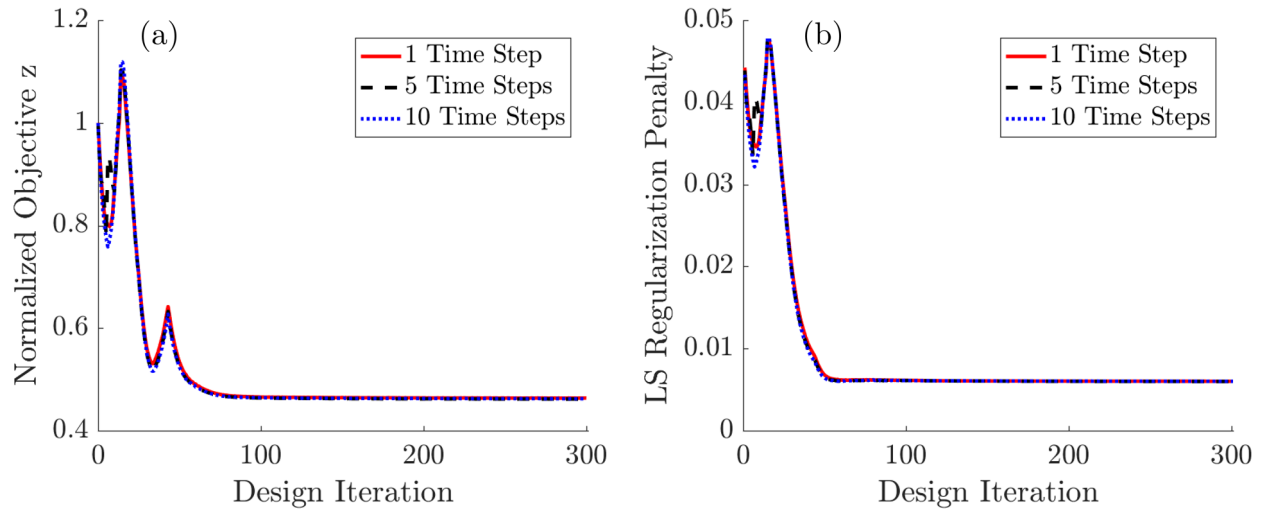 (a)
Normalized Objective z
1.2
1
0.8
0.6
0.4
0
100
200
300
Design Iteration
1 Time Step
5 Time Steps
10 Time Steps
(b)
LS Regularization Penalty
0.05
0.04
0.03
0.02
0.01
0
0
100
200
300
Design Iteration
1 Time Step
5 Time Steps
10 Time Steps